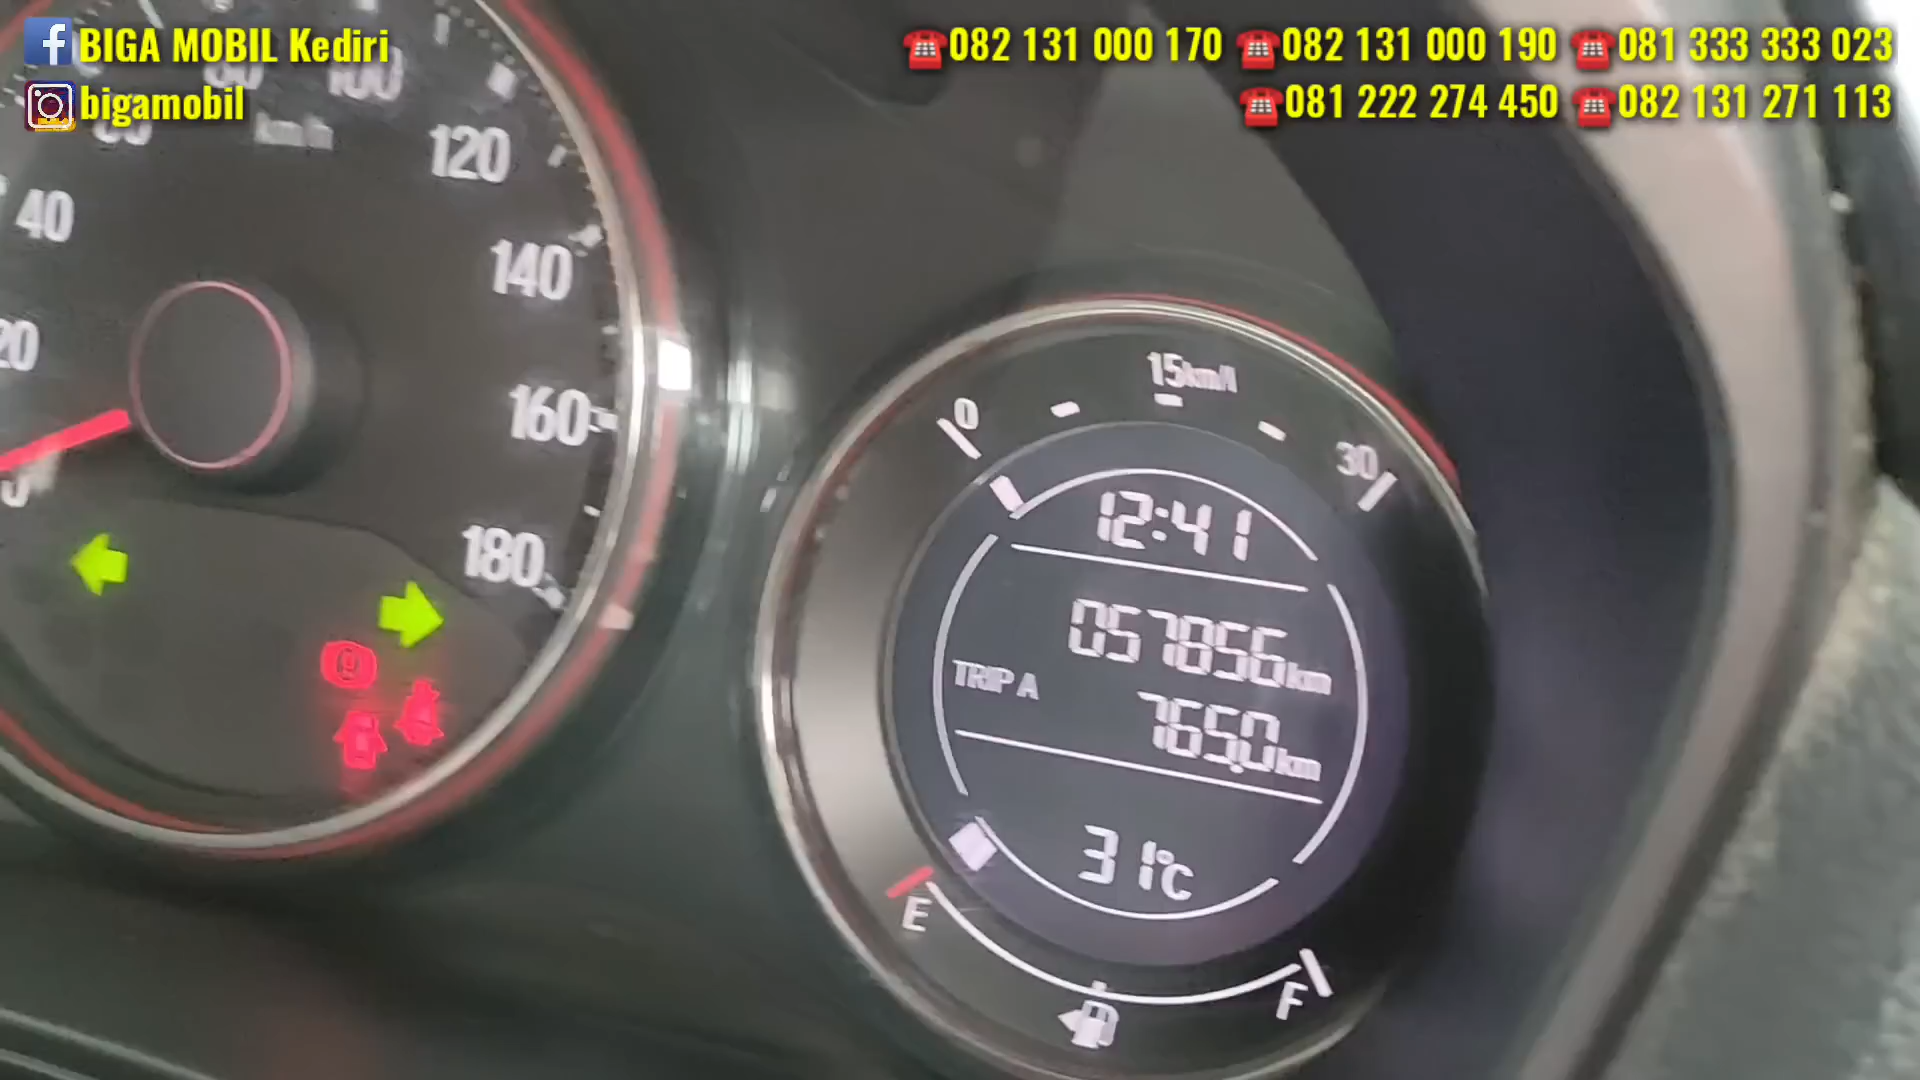 BIGA MOBIL Kediri
bigamobil
082 131 000 170 082 131 000 190 081 333 333 023
081 222 274 450 082 131 271 113
20
40
100
km/h
120
140
160
180
0
15km/l
30
12:41
057856km
TRIP A
765.0km
31°C
E
F